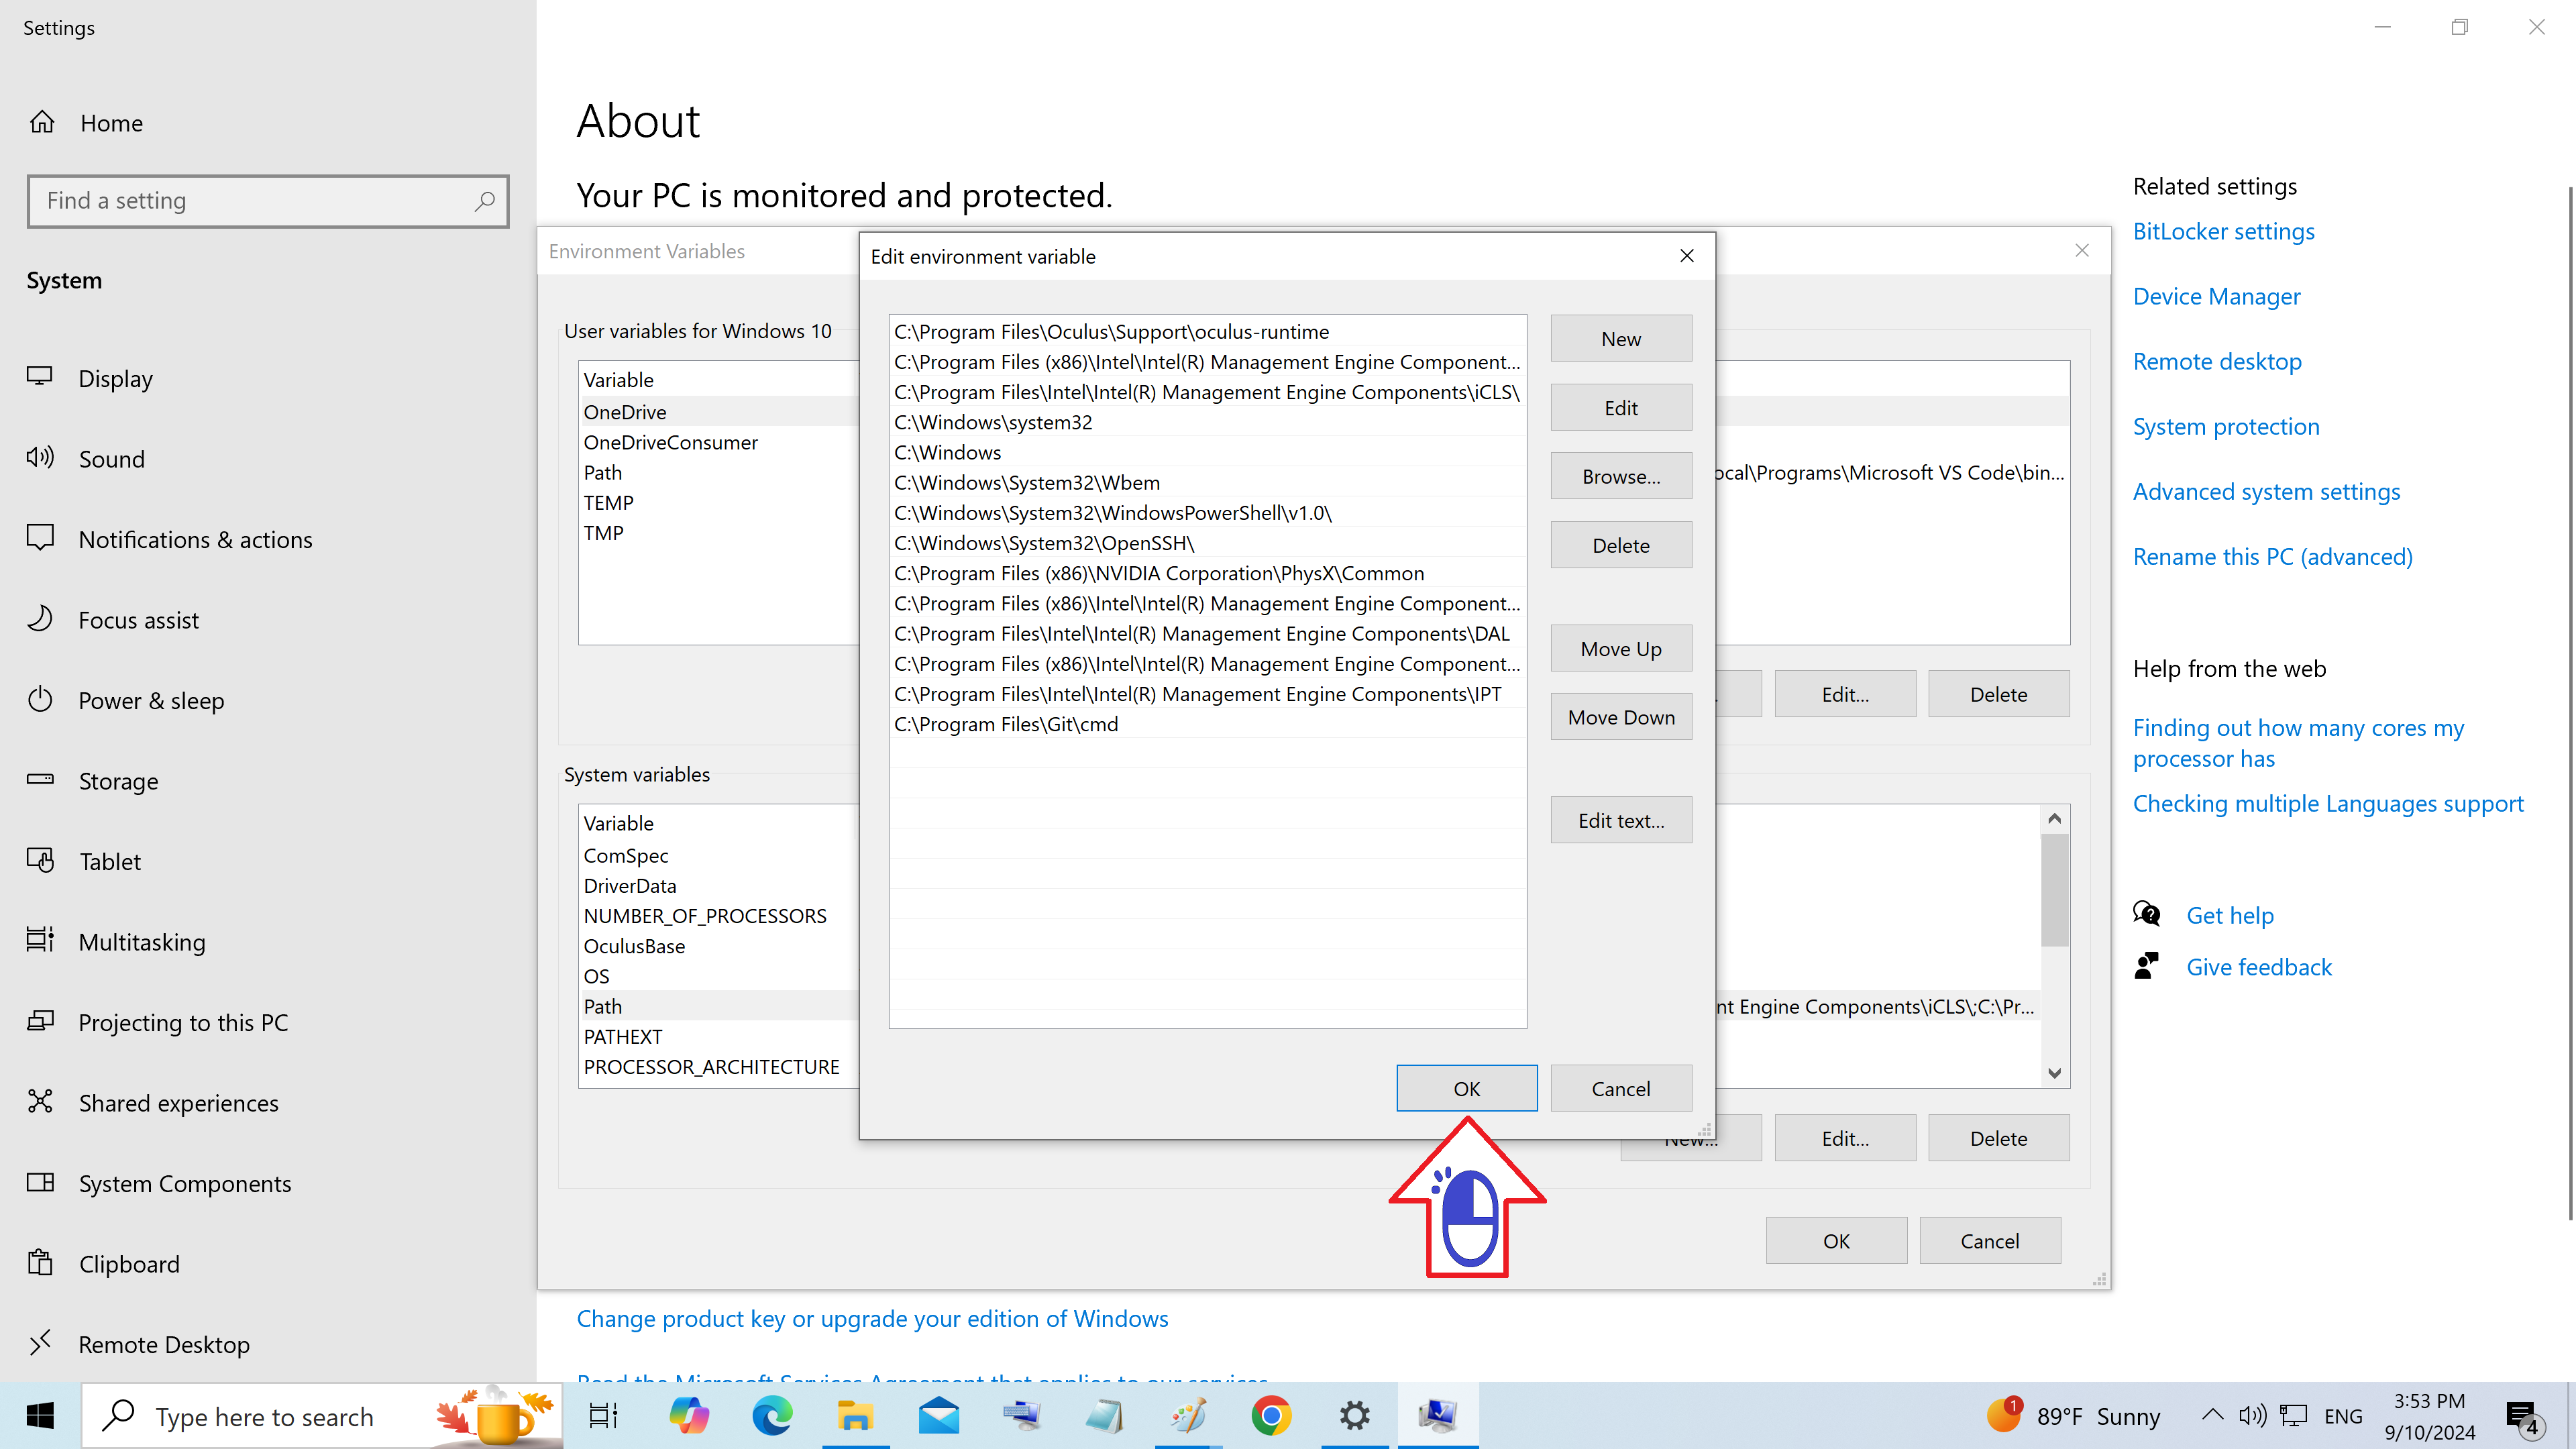 Settings
Home
Find a setting
System
Display
Sound
Notifications & actions
Focus assist
Power & sleep
Storage
Tablet
Multitasking
Projecting to this PC
Shared experiences
System Components
Clipboard
Remote Desktop
About
Your PC is monitored and protected.
Environment Variables
User variables for Windows 10
Variable
OneDrive
OneDriveConsumer
Path
TEMP
TMP
ocal\Programs\Microsoft VS Code\bin...
Edit...
Delete
System variables
Variable
ComSpec
DriverData
NUMBER_OF_PROCESSORS
OculusBase
OS
Path
PATHEXT
PROCESSOR_ARCHITECTURE
nt Engine Components\iCLS\;C:\Pr...
New...
Edit...
Delete
OK
Cancel
Edit environment variable
C:\Program Files\Oculus\Support\oculus-runtime
C:\Program Files (x86)\Intel\Intel(R) Management Engine Component...
C:\Program Files\Intel\Intel(R) Management Engine Components\iCLS\
C:\Windows\system32
C:\Windows
C:\Windows\System32\Wbem
C:\Windows\System32\WindowsPowerShell\v1.0\
C:\Windows\System32\OpenSSH\
C:\Program Files (x86)\NVIDIA Corporation\PhysX\Common
C:\Program Files (x86)\Intel\Intel(R) Management Engine Component...
C:\Program Files\Intel\Intel(R) Management Engine Components\DAL
C:\Program Files (x86)\Intel\Intel(R) Management Engine Component...
C:\Program Files\Intel\Intel(R) Management Engine Components\IPT
C:\Program Files\Git\cmd
New
Edit
Browse...
Delete
Move Up
Move Down
Edit text...
OK
Cancel
Change product key or upgrade your edition of Windows
Read the Microsoft Services Agreement that applies to our services
Related settings
BitLocker settings
Device Manager
Remote desktop
System protection
Advanced system settings
Rename this PC (advanced)
Help from the web
Finding out how many cores my
processor has
Checking multiple Languages support
Get help
Give feedback
Type here to search
1
89°F Sunny
ENG
3:53 PM
9/10/2024
4